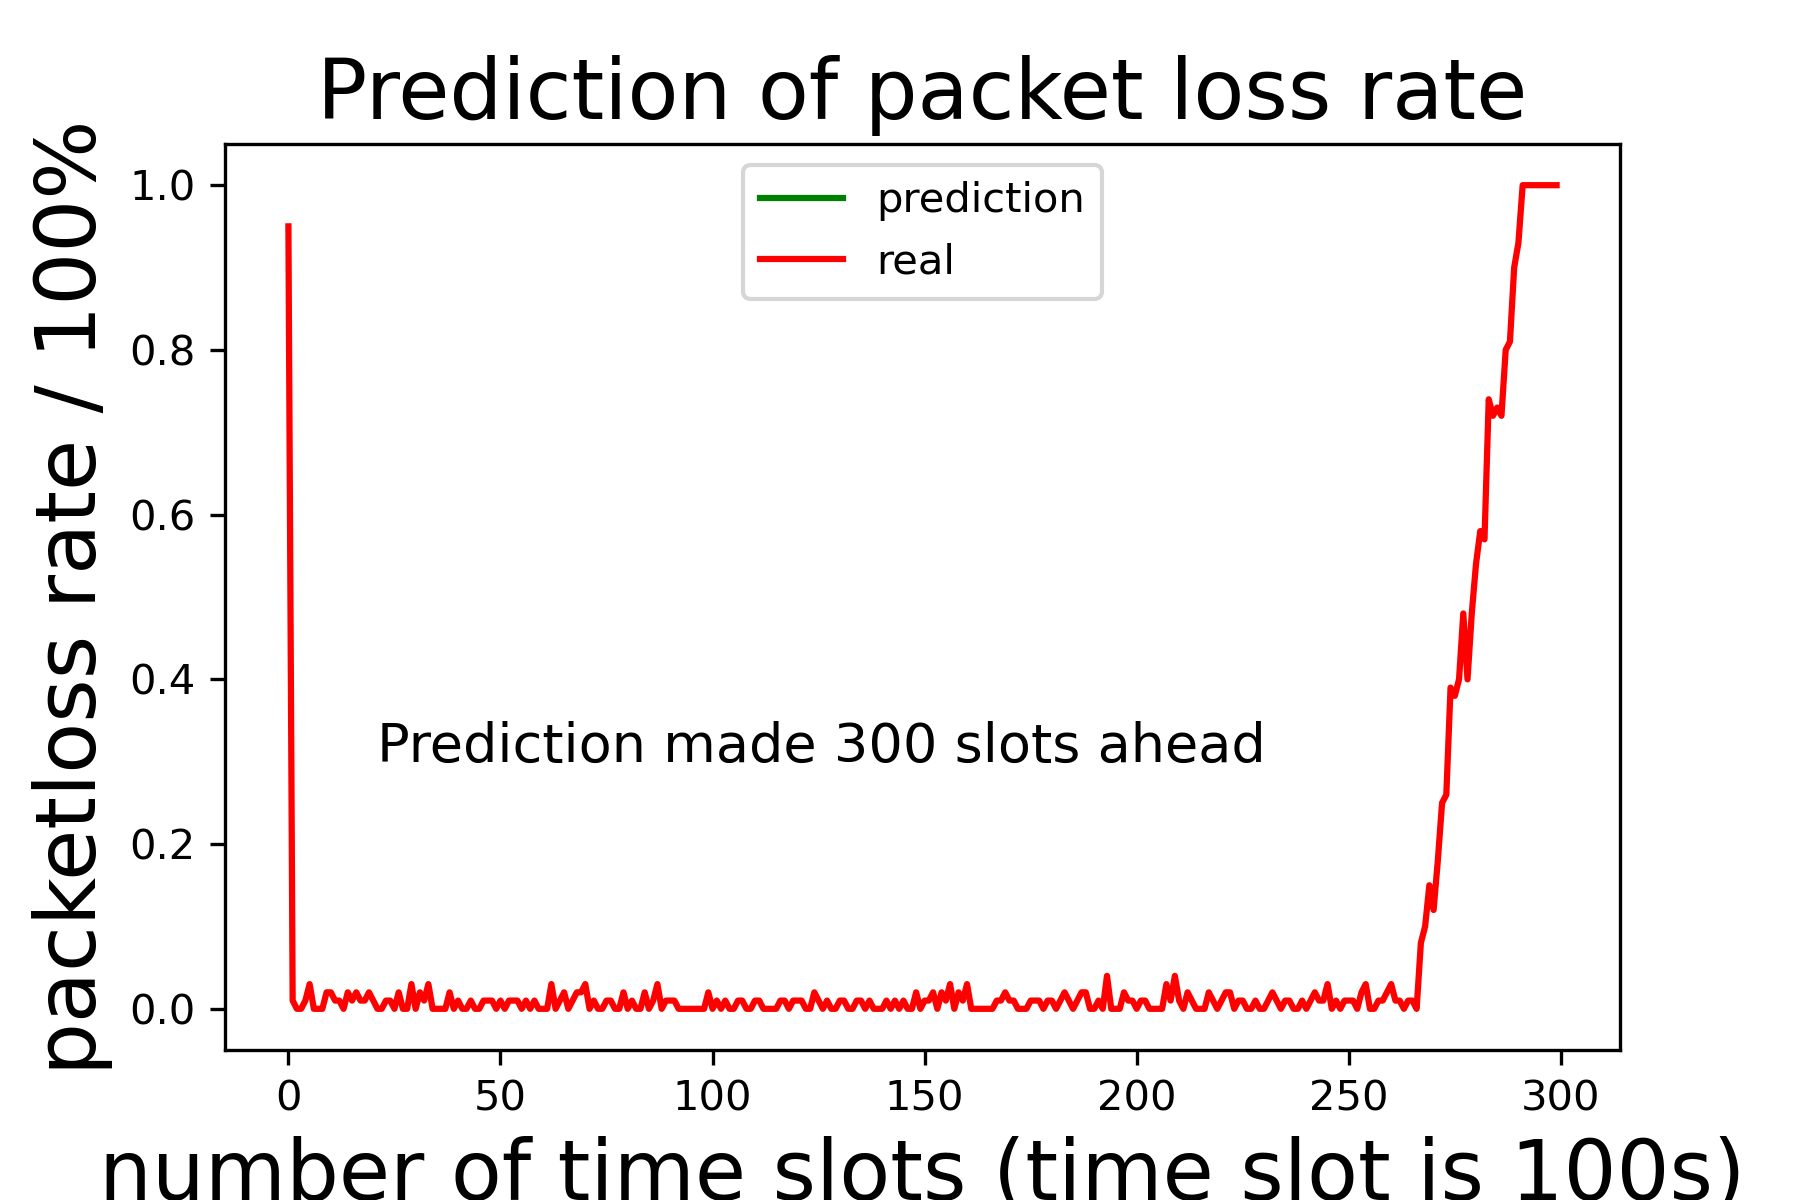 Prediction of packet loss rate
packetloss rate / 100%
1.0
0.8
0.6
0.4
0.2
0.0
prediction
real
Prediction made 300 slots ahead
0 50 100 150 200 250 300
number of time slots (time slot is 100s)